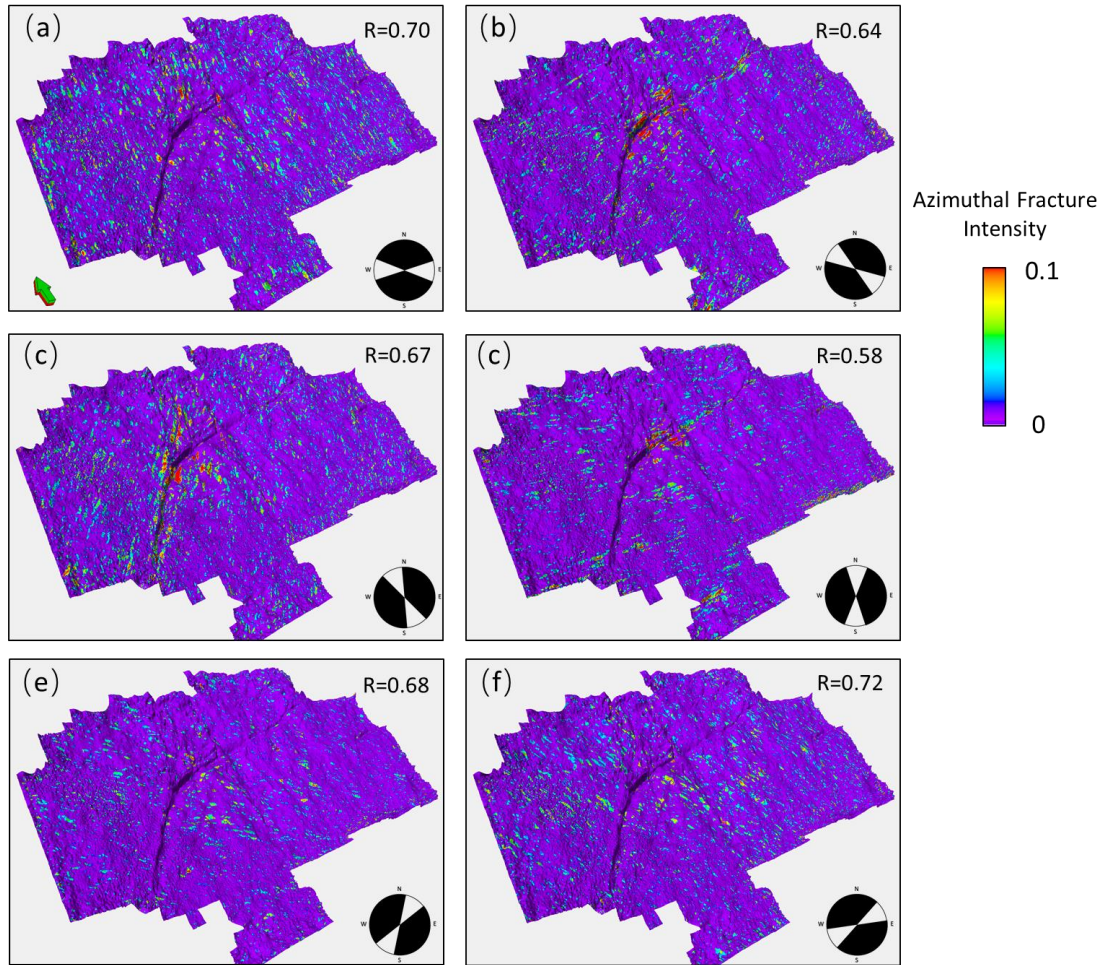 (a)
R=0.70
N
W
E
S
(b)
R=0.64
N
W
E
S
Azimuthal Fracture
Intensity
0.1
0
(c)
R=0.67
N
W
E
S
(c)
R=0.58
N
W
E
S
(e)
R=0.68
N
W
E
S
(f)
R=0.72
N
W
E
S